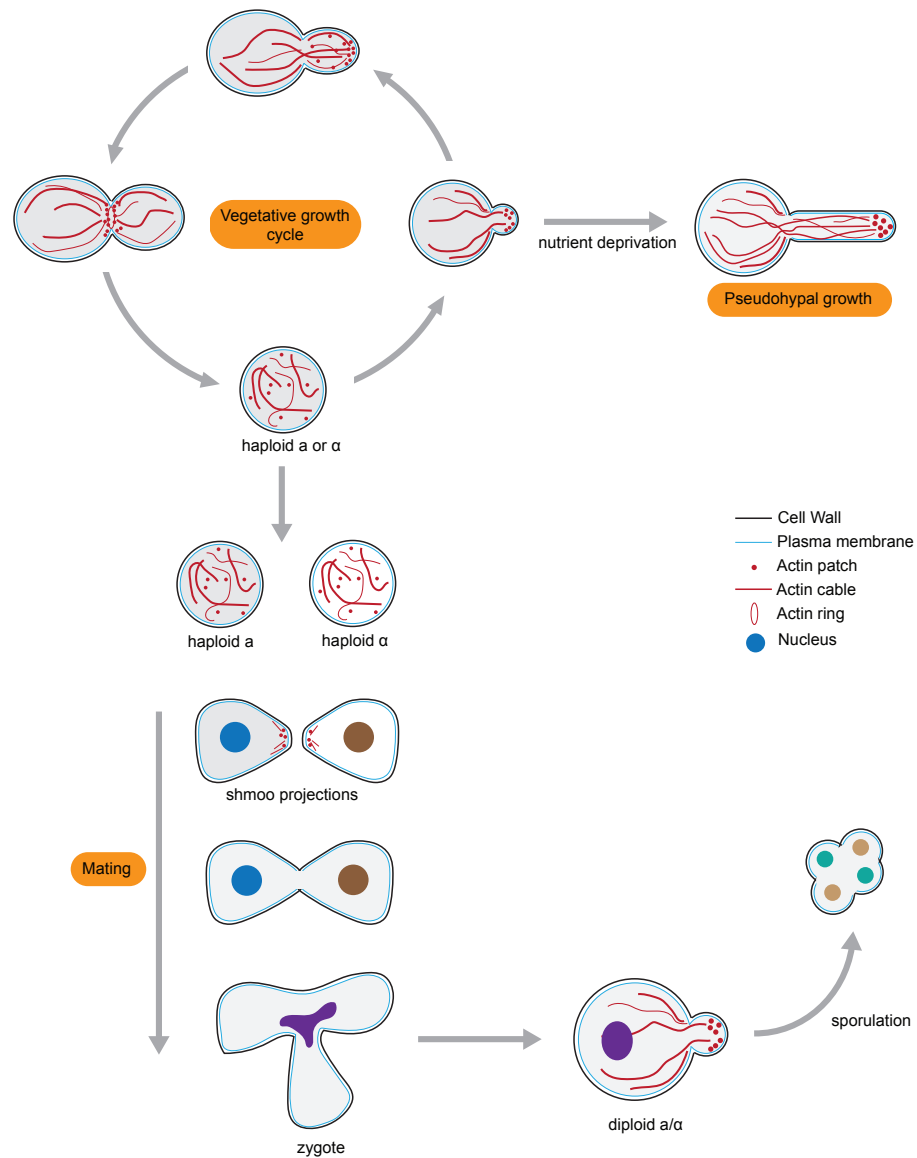 Vegetative growth
cycle
nutrient deprivation
Pseudohypal growth
haploid a or α
Cell Wall
Plasma membrane
Actin patch
Actin cable
Actin ring
Nucleus
haploid a
haploid α
shmoo projections
Mating
sporulation
diploid a/α
zygote